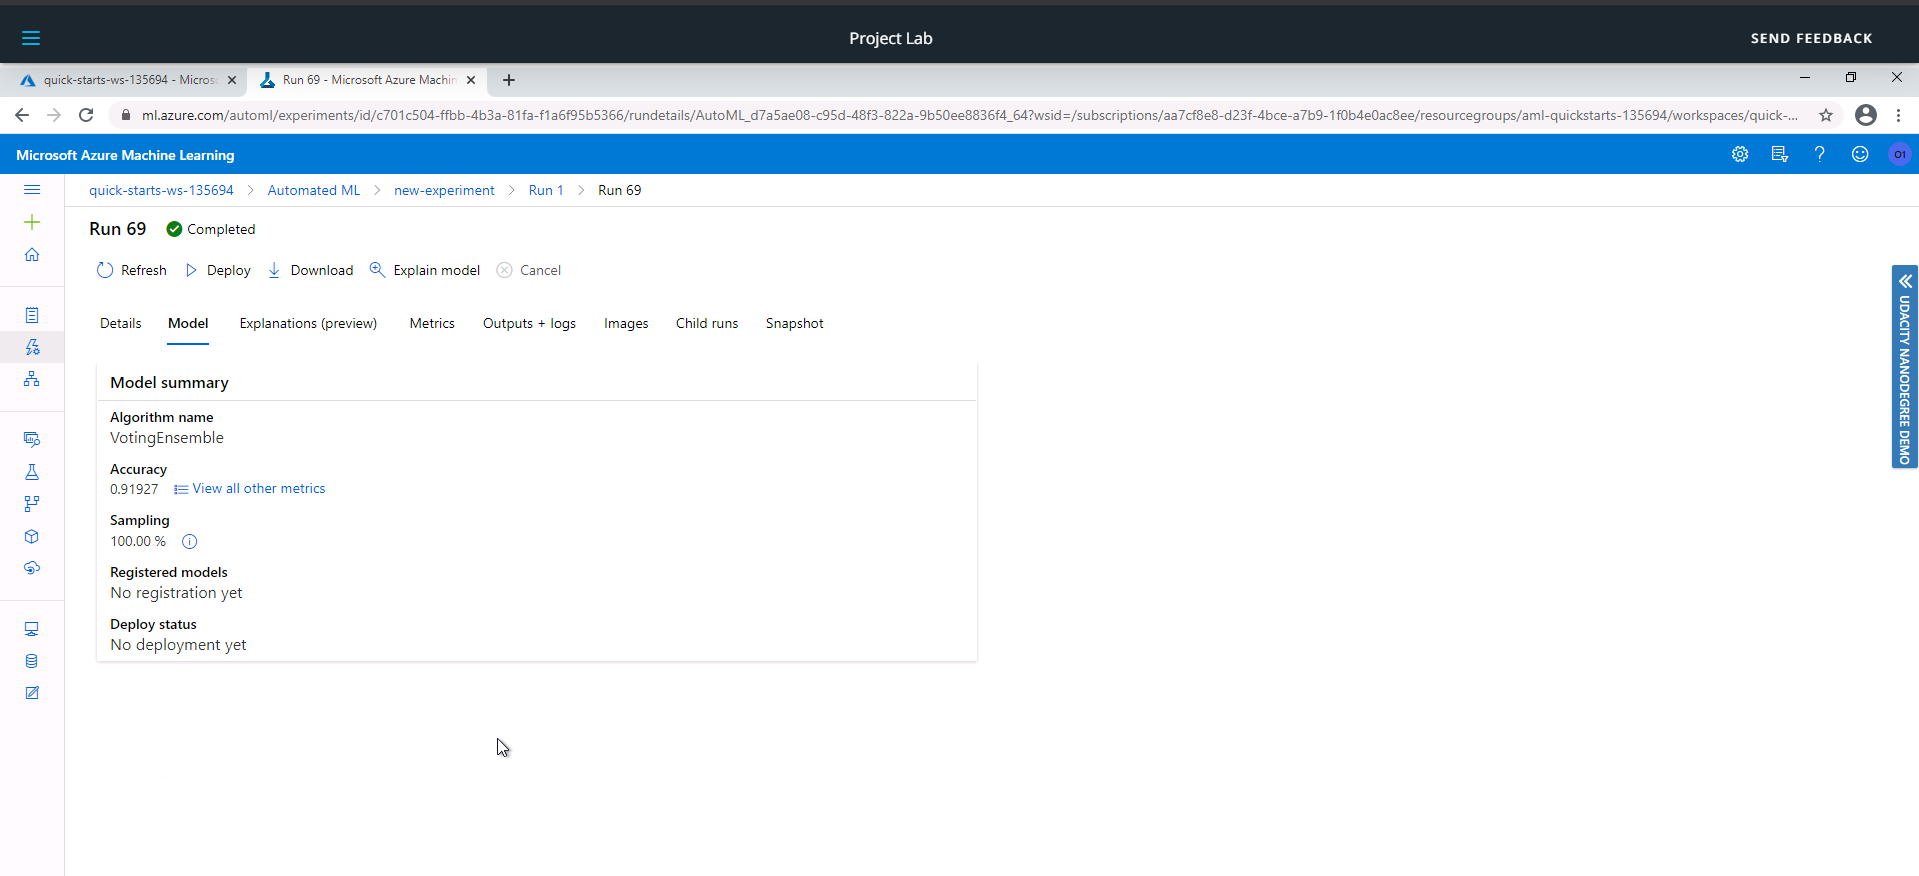 Project Lab
SEND FEEDBACK
quick-starts-ws-135694 - Micros
Run 69 - Microsoft Azure Machin
ml.azure.com/automl/experiments/id/c701c504-ffbb-4b3a-81fa-f1a6f95b5366/rundetails/AutoML_d7a5ae08-c95d-48f3-822a-9b50ee8836f4_64?wsid=/subscriptions/aa7cf8e8-d23f-4bce-a7b9-1f0b4e0ac8ee/resourcegroups/aml-quickstarts-135694/workspaces/quick-...
Microsoft Azure Machine Learning
O1
quick-starts-ws-135694 > Automated ML > new-experiment > Run 1 > Run 69
Run 69 Completed
Refresh Deploy Download Explain model Cancel
Details Model Explanations (preview) Metrics Outputs + logs Images Child runs Snapshot
Model summary
Algorithm name
VotingEnsemble
Accuracy
0.91927 View all other metrics
Sampling
100.00 %
Registered models
No registration yet
Deploy status
No deployment yet
UDACITY NANODEGREE DEMO